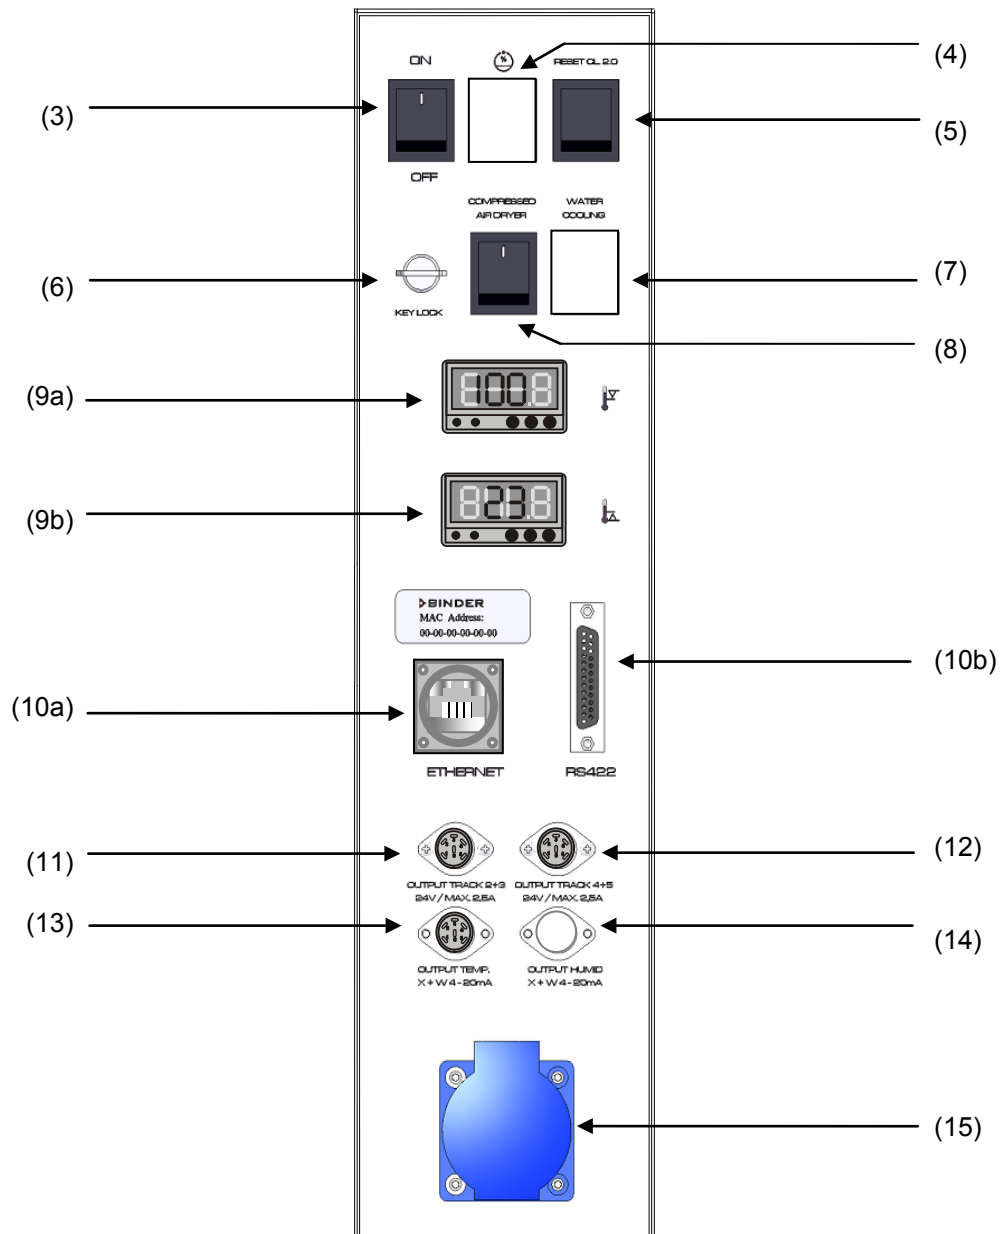 ON
%
RESET CL. 2.0
(4)
(3)
(5)
OFF
COMPRESSED
AIR DRYER
WATER
COOLING
(6)
(7)
KEY LOCK
(8)
(9a)
100
(9b)
23
BINDER
MAC Address:
00-00-00-00-00-00
(10a)
(10b)
ETHERNET
RS422
(11)
(12)
OUTPUT TRACK 2+3
24V / MAX. 2,5A
OUTPUT TRACK 4+5
24V / MAX. 2,5A
(13)
(14)
OUTPUT TEMP.
X + W 4 - 20mA
OUTPUT HUMID
X + W 4 - 20mA
(15)